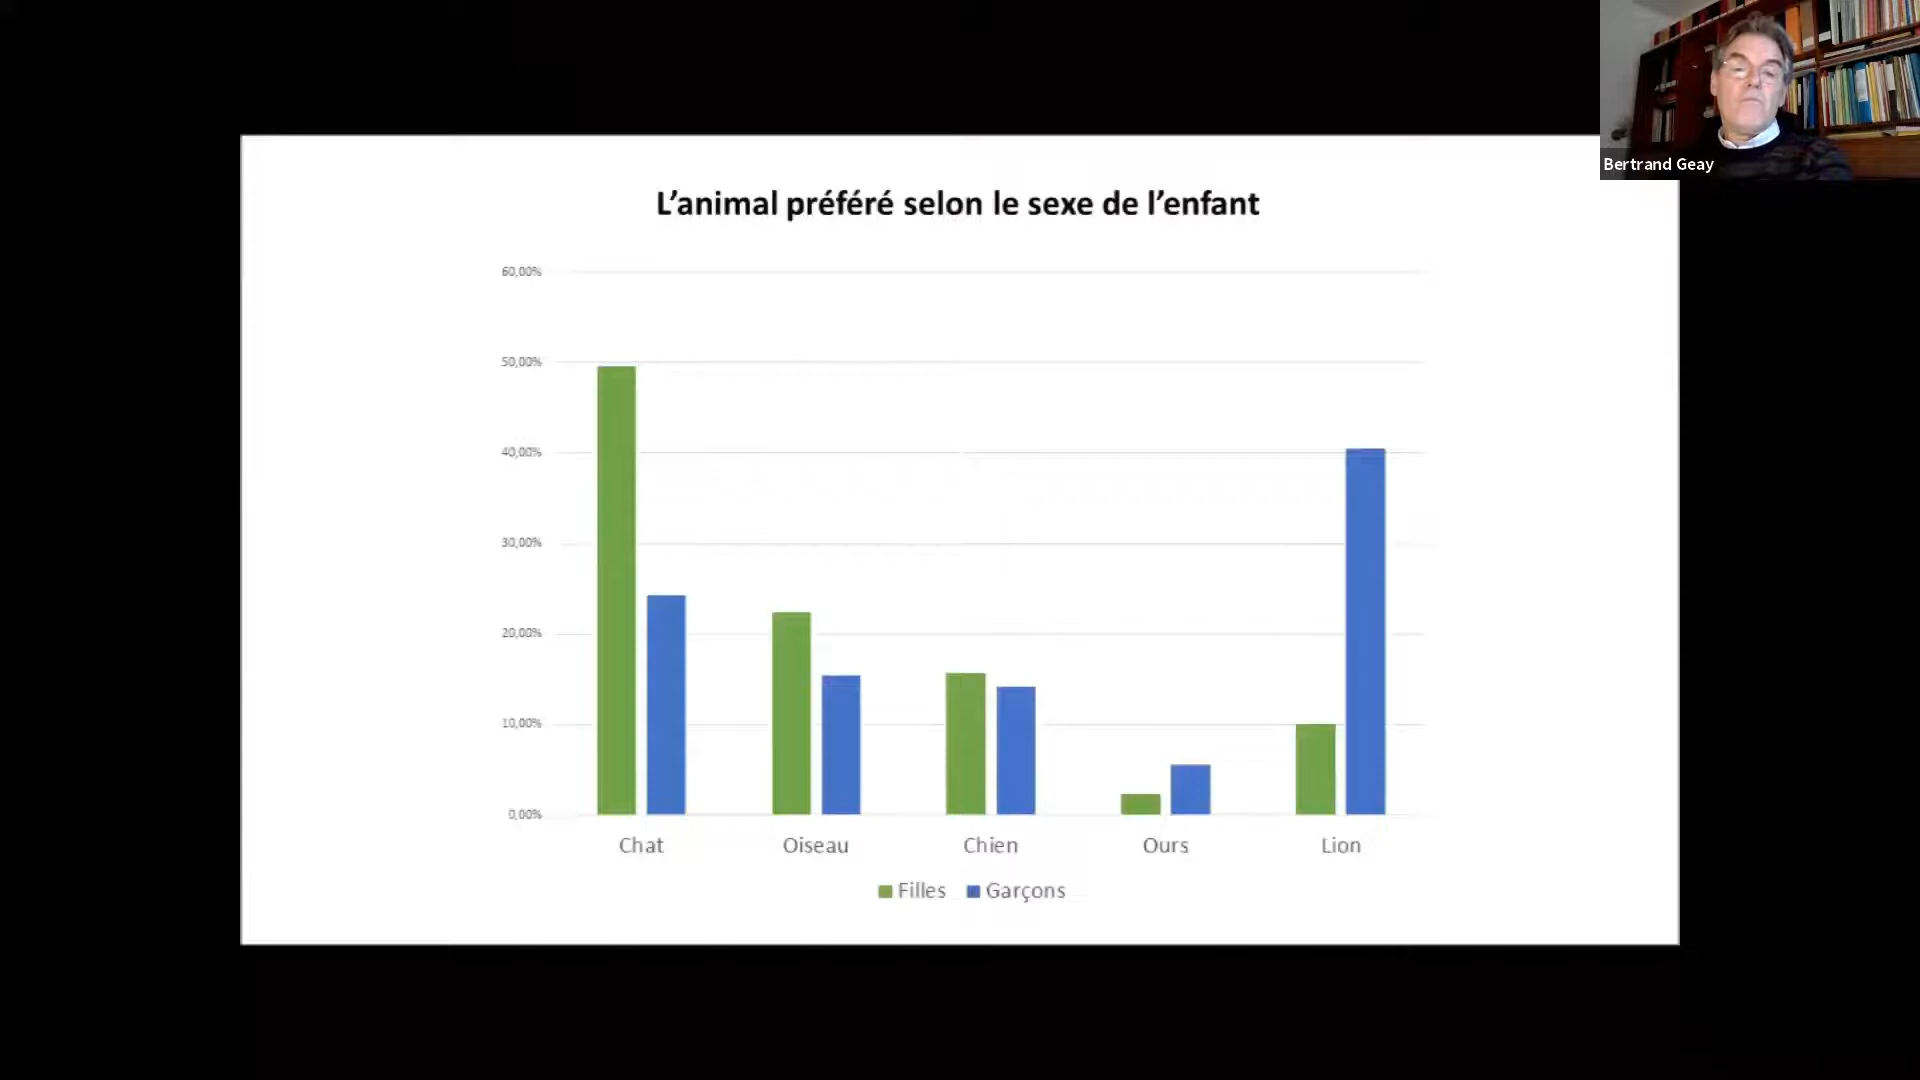 Bertrand Geay
L’animal préféré selon le sexe de l’enfant
60,00%
50,00%
40,00%
30,00%
20,00%
10,00%
0,00%
Chat Oiseau Chien Ours Lion
Filles Garçons